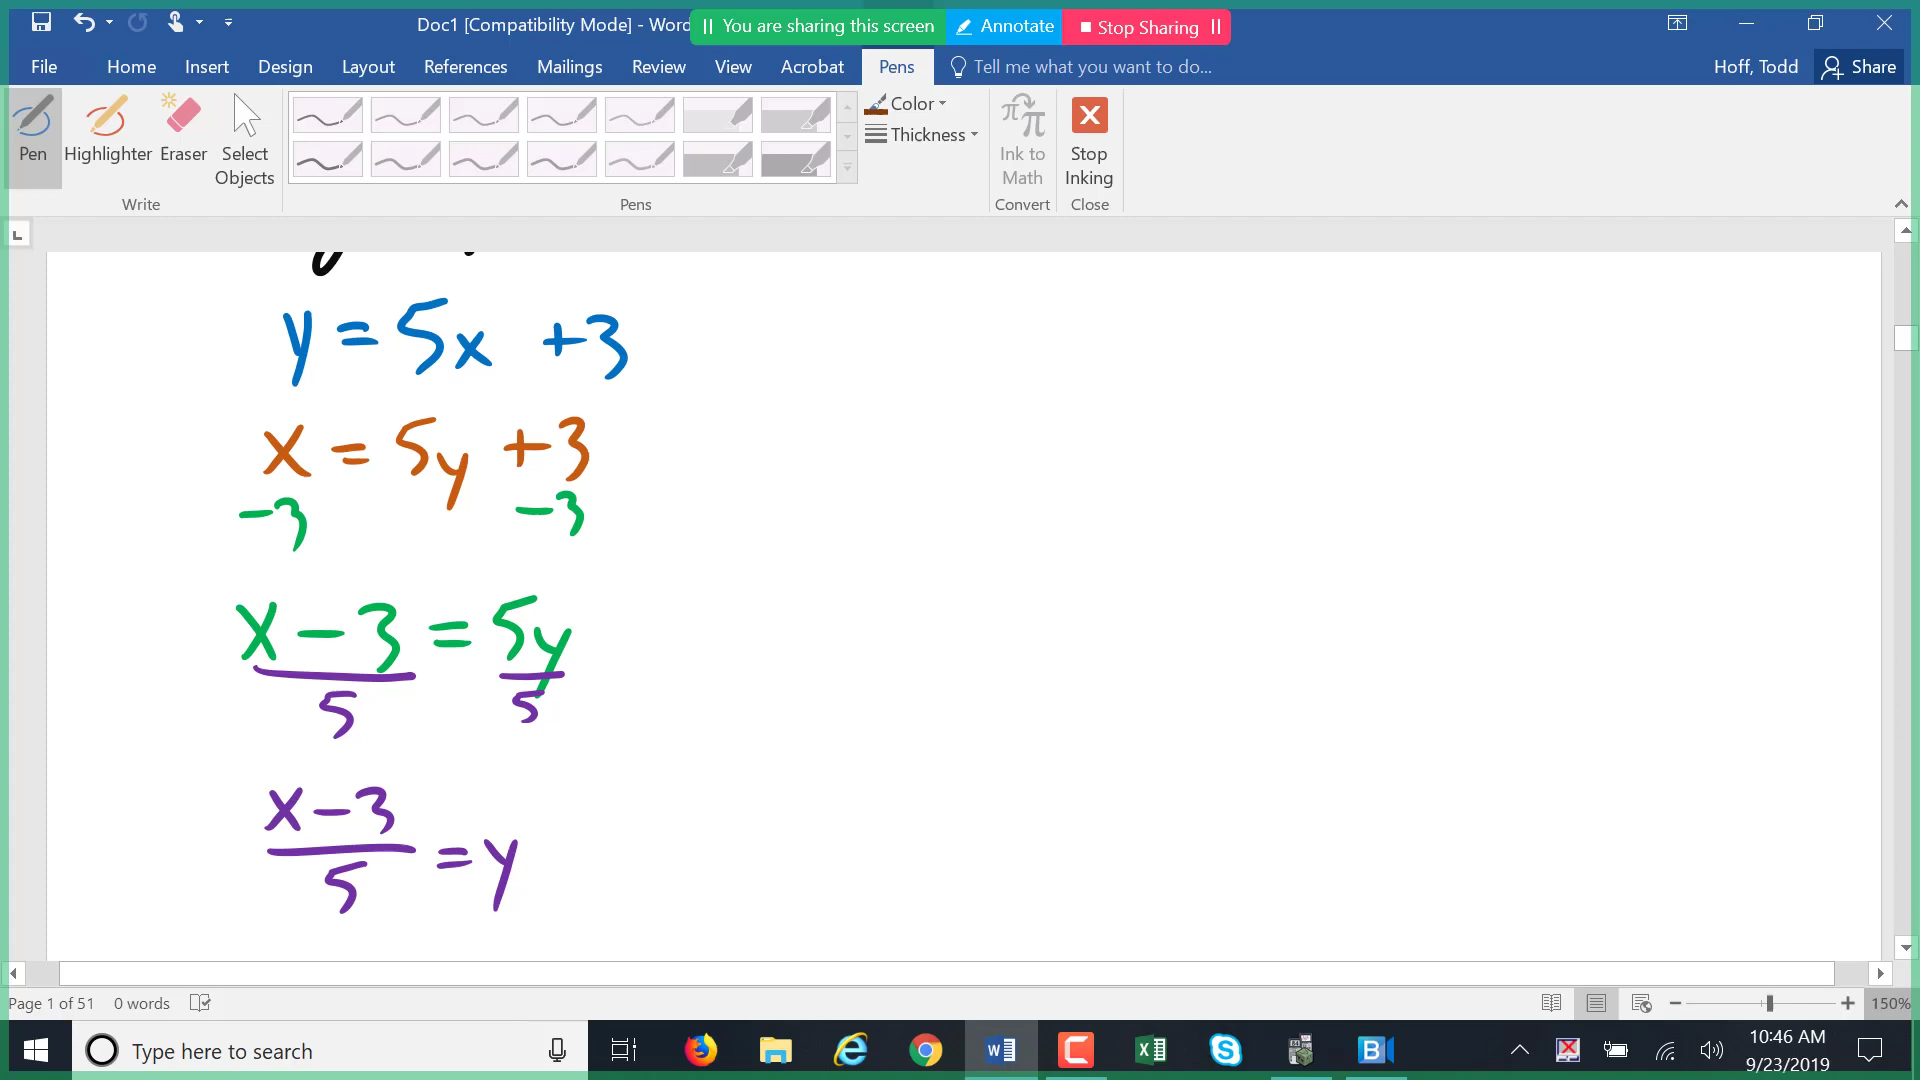 Doc1 [Compatibility Mode] - Word
You are sharing this screen
Annotate
Stop Sharing
File Home Insert Design Layout References Mailings Review View Acrobat Pens Tell me what you want to do... Hoff, Todd Share
Pen Highlighter Eraser Select Objects
Color
Thickness
Ink to Math
Stop Inking
Write Pens Convert Close
y = 5x +3
x = 5y +3
-3 -3
x - 3 = 5y
5 5
x - 3
5
= y
Page 1 of 51 0 words 150%
Type here to search
10:46 AM
9/23/2019